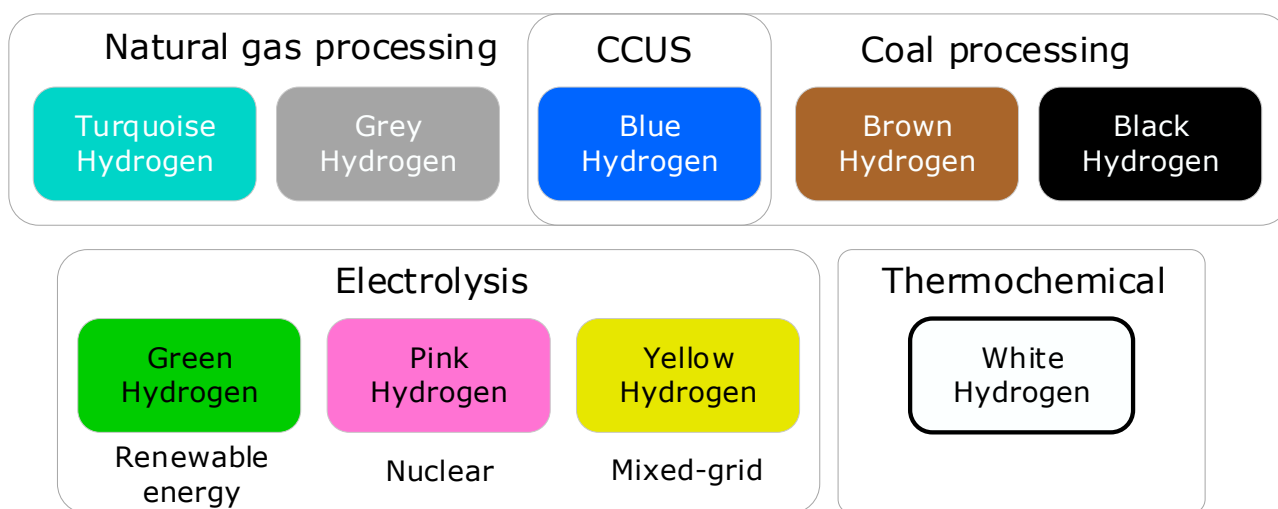 Natural gas processing
CCUS
Coal processing
Turquoise
Hydrogen
Grey
Hydrogen
Blue
Hydrogen
Brown
Hydrogen
Black
Hydrogen
Electrolysis
Green
Hydrogen
Renewable
energy
Pink
Hydrogen
Nuclear
Yellow
Hydrogen
Mixed-grid
Thermochemical
White
Hydrogen